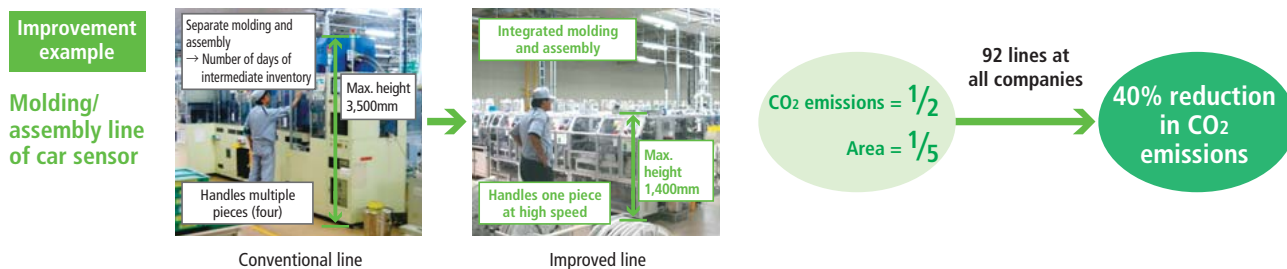 Improvement
example
Molding/
assembly line
of car sensor
Separate molding and
assembly
→ Number of days of
intermediate inventory
Max. height
3,500mm
Handles multiple
pieces (four)
Conventional line
Integrated molding
and assembly
Max.
height
1,400mm
Handles one piece
at high speed
Improved line
CO2 emissions = 1/2
Area = 1/5
92 lines at
all companies
40% reduction
in CO2
emissions